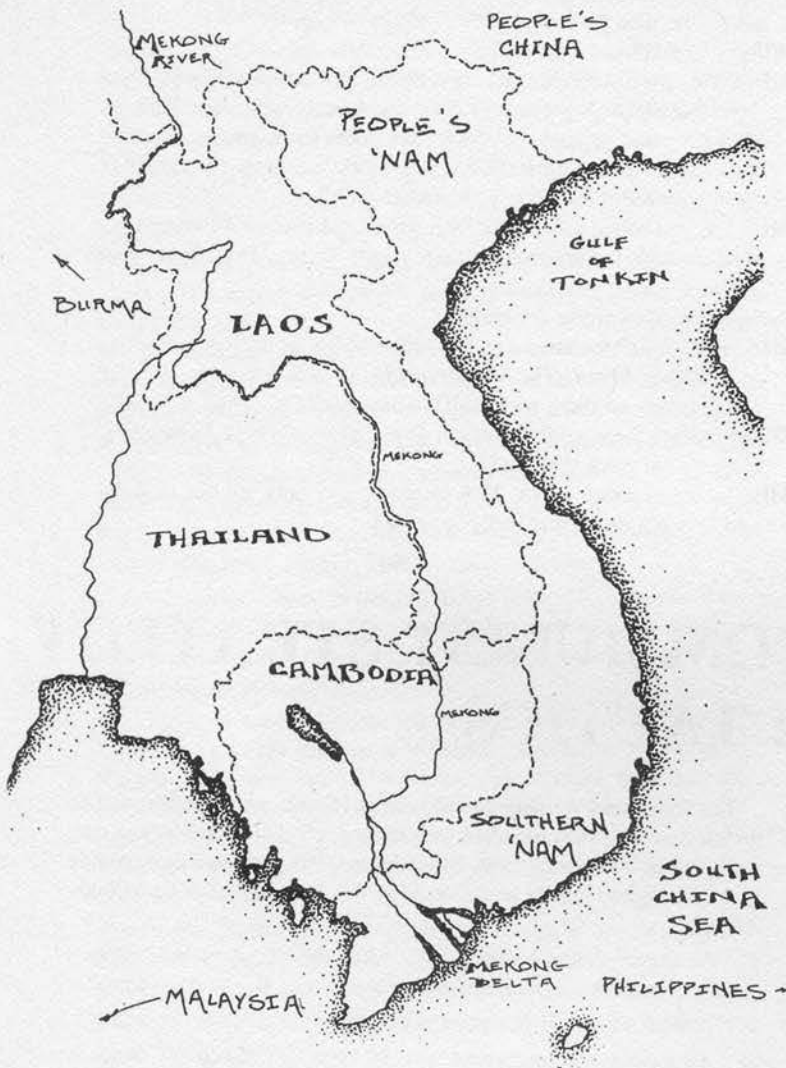 PEOPLE'S
CHINA
MEKONG
RIVER
PEOPLE'S
'NAM
GULF
OF
TONKIN
BURMA
LAOS
MEKONG
THAILAND
CAMBODIA
MEKONG
SOUTHERN
'NAM
SOUTH
CHINA
SEA
MEKONG
DELTA
PHILIPPINES
MALAYSIA